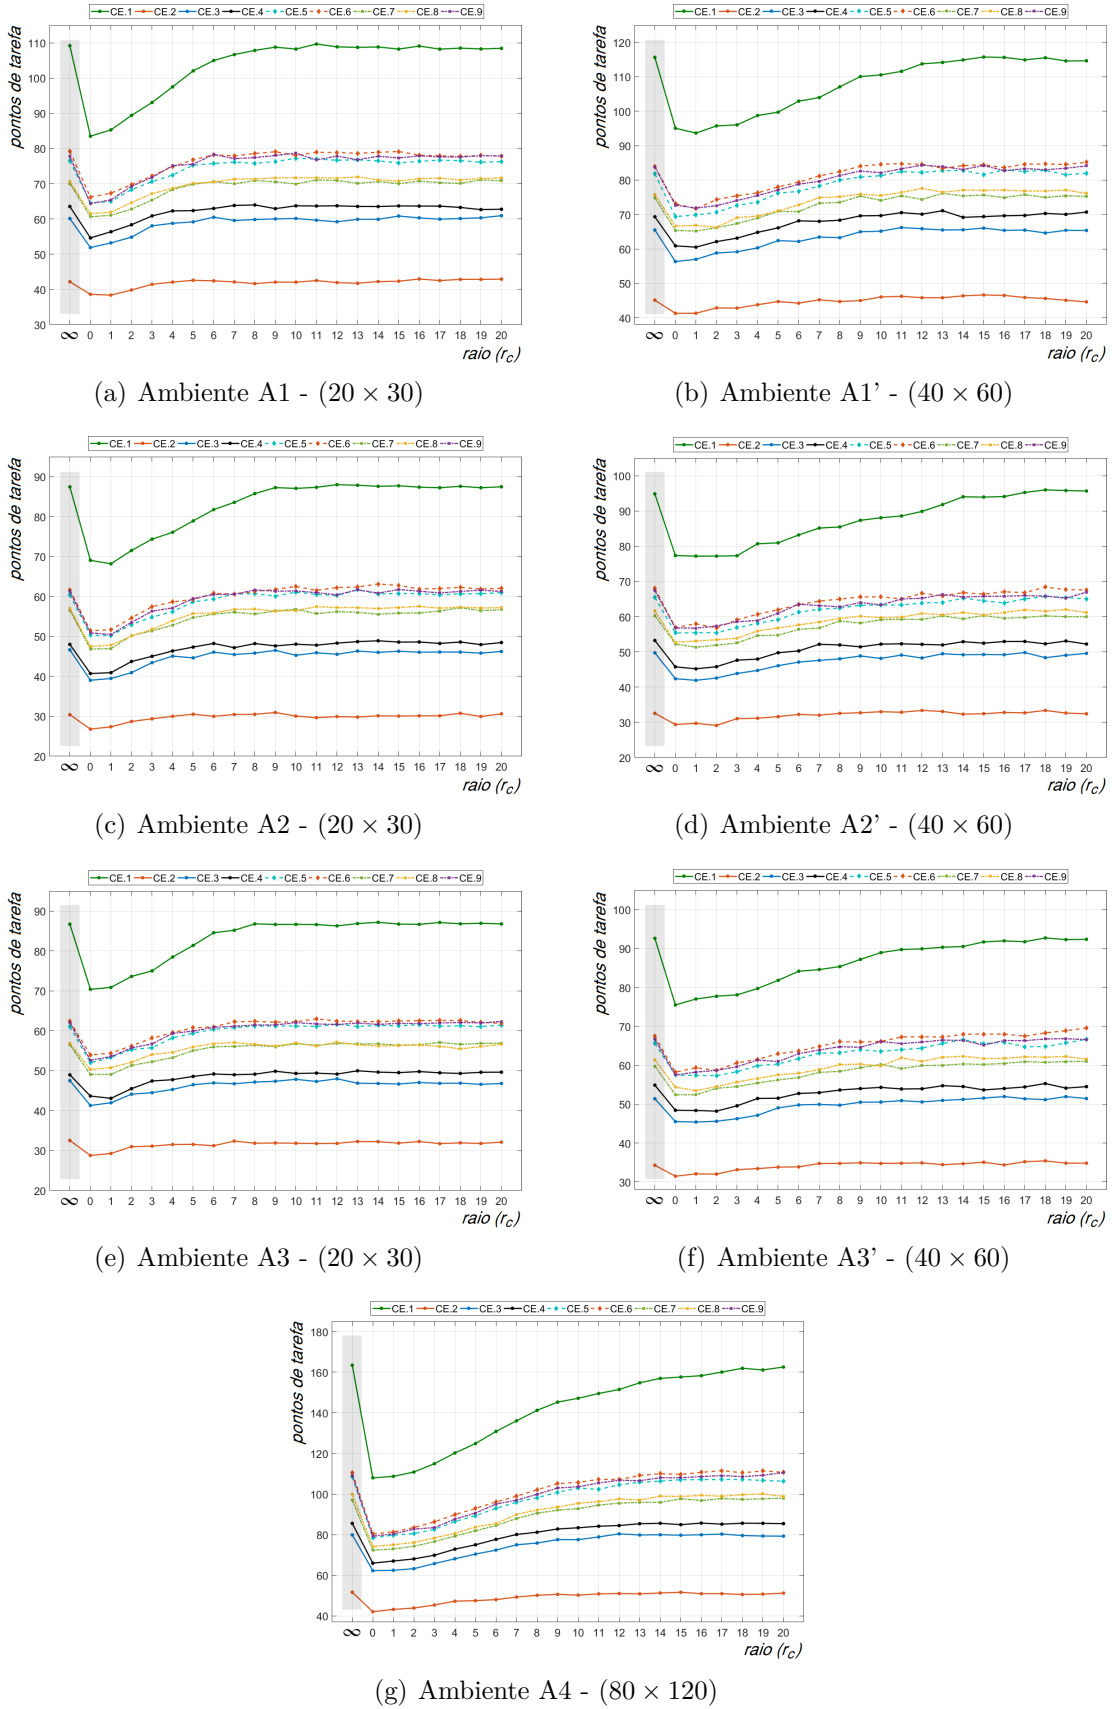 CE.1 CE.2 CE.3 CE.4 CE.5 CE.6 CE.7 CE.8 CE.9
pontos de tarefa
110
100
90
80
70
60
50
40
30
∞ 0 1 2 3 4 5 6 7 8 9 10 11 12 13 14 15 16 17 18 19 20
raio (r_c)
(a) Ambiente A1 - (20 × 30)
CE.1 CE.2 CE.3 CE.4 CE.5 CE.6 CE.7 CE.8 CE.9
pontos de tarefa
120
110
100
90
80
70
60
50
40
∞ 0 1 2 3 4 5 6 7 8 9 10 11 12 13 14 15 16 17 18 19 20
raio (r_c)
(b) Ambiente A1' - (40 × 60)
CE.1 CE.2 CE.3 CE.4 CE.5 CE.6 CE.7 CE.8 CE.9
pontos de tarefa
90
80
70
60
50
40
30
20
∞ 0 1 2 3 4 5 6 7 8 9 10 11 12 13 14 15 16 17 18 19 20
raio (r_c)
(c) Ambiente A2 - (20 × 30)
CE.1 CE.2 CE.3 CE.4 CE.5 CE.6 CE.7 CE.8 CE.9
pontos de tarefa
100
90
80
70
60
50
40
30
20
∞ 0 1 2 3 4 5 6 7 8 9 10 11 12 13 14 15 16 17 18 19 20
raio (r_c)
(d) Ambiente A2' - (40 × 60)
CE.1 CE.2 CE.3 CE.4 CE.5 CE.6 CE.7 CE.8 CE.9
pontos de tarefa
90
80
70
60
50
40
30
20
∞ 0 1 2 3 4 5 6 7 8 9 10 11 12 13 14 15 16 17 18 19 20
raio (r_c)
(e) Ambiente A3 - (20 × 30)
CE.1 CE.2 CE.3 CE.4 CE.5 CE.6 CE.7 CE.8 CE.9
pontos de tarefa
100
90
80
70
60
50
40
30
∞ 0 1 2 3 4 5 6 7 8 9 10 11 12 13 14 15 16 17 18 19 20
raio (r_c)
(f) Ambiente A3' - (40 × 60)
CE.1 CE.2 CE.3 CE.4 CE.5 CE.6 CE.7 CE.8 CE.9
pontos de tarefa
180
160
140
120
100
80
60
40
∞ 0 1 2 3 4 5 6 7 8 9 10 11 12 13 14 15 16 17 18 19 20
raio (r_c)
(g) Ambiente A4 - (80 × 120)